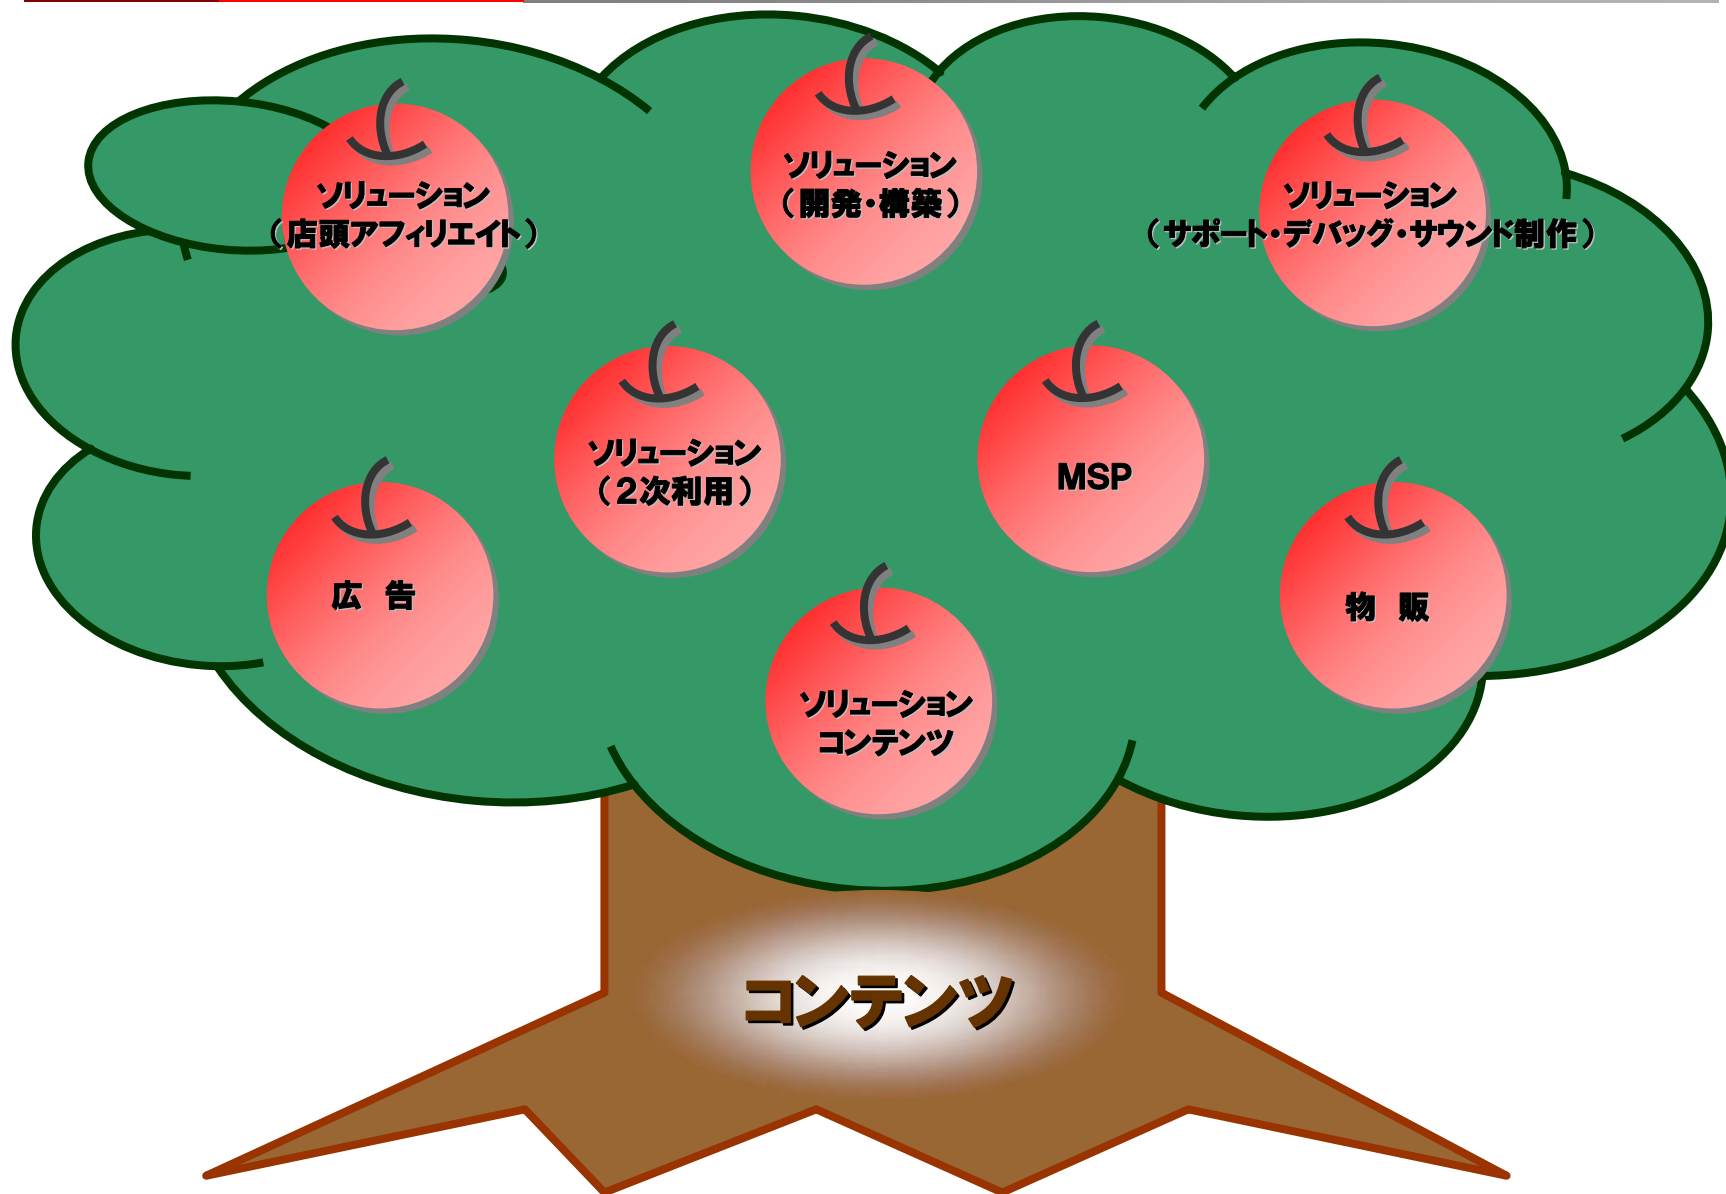 ソリューション
（店頭アフィリエイト）
ソリューション
（開発・構築）
ソリューション
（サポート・デバッグ・サウンド制作）
ソリューション
（２次利用）
MSP
広　告
物　販
ソリューション
コンテンツ
コンテンツ